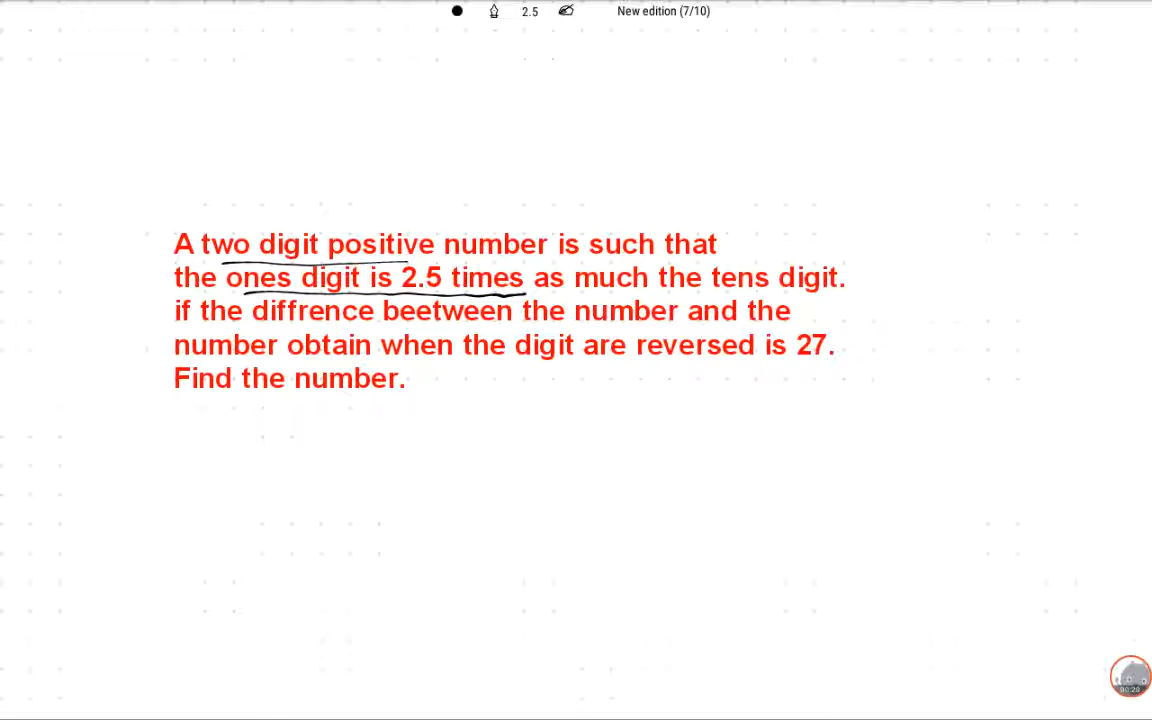 2.5 New edition (7/10)
A two digit positive number is such that
the ones digit is 2.5 times as much the tens digit.
if the diffrence beetween the number and the
number obtain when the digit are reversed is 27.
Find the number.
00:20